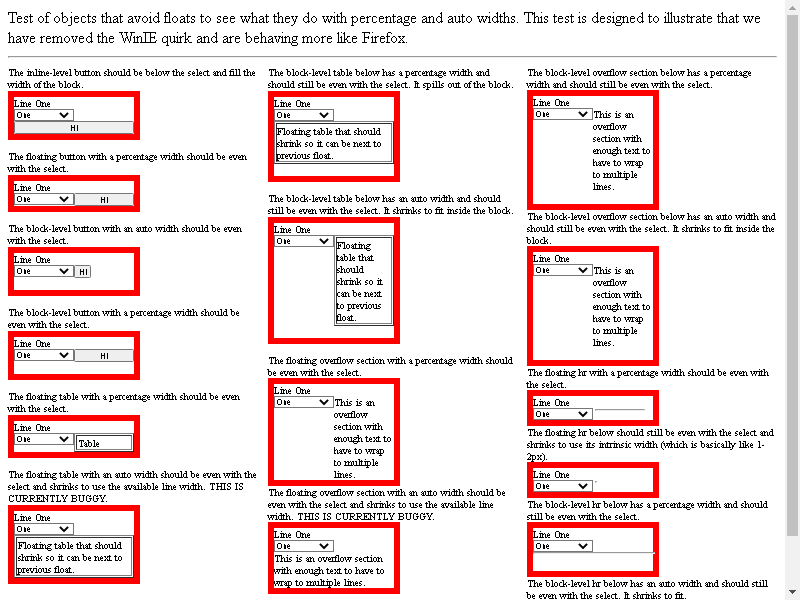 Test of objects that avoid floats to see what they do with percentage and auto widths. This test is designed to illustrate that we
have removed the WinIE quirk and are behaving more like Firefox.
The inline-level button should be below the select and fill the
width of the block.
Line One
One
HI
The floating button with a percentage width should be even
with the select.
Line One
One
HI
The block-level button with an auto width should be even
with the select.
Line One
One
HI
The block-level button with a percentage width should be
even with the select.
Line One
One
HI
The floating table with a percentage width should be even
with the select.
Line One
One
Table
The floating table with an auto width should be even with the
select and shrinks to use the available line width. THIS IS
CURRENTLY BUGGY.
Line One
One
Floating table that should
shrink so it can be next to
previous float.
The block-level table below has a percentage width and
should still be even with the select. It spills out of the block.
Line One
One
Floating table that should
shrink so it can be next to
previous float.
The block-level table below has an auto width and should
still be even with the select. It shrinks to fit inside the block.
Line One
One
Floating
table that
should
shrink so it
can be next
to previous
float.
The floating overflow section with a percentage width should
be even with the select.
Line One
One
This is an
overflow
section with
enough text to
have to wrap
to multiple
lines.
The floating overflow section with an auto width should be
even with the select and shrinks to use the available line
width. THIS IS CURRENTLY BUGGY.
Line One
One
This is an overflow section
with enough text to have to
wrap to multiple lines.
The block-level overflow section below has a percentage
width and should still be even with the select.
Line One
One
This is an
overflow
section with
enough text to
have to wrap
to multiple
lines.
The block-level overflow section below has an auto width and
should still be even with the select. It shrinks to fit inside the
block.
Line One
One
This is an
overflow
section with
enough text to
have to wrap
to multiple
lines.
The floating hr with a percentage width should be even with
the select.
Line One
One
The floating hr below should still be even with the select and
shrinks to use its intrinsic width (which is basically like 1-
2px).
Line One
One
The block-level hr below has a percentage width and should
still be even with the select.
Line One
One
The block-level hr below has an auto width and should still
be even with the select. It shrinks to fit.